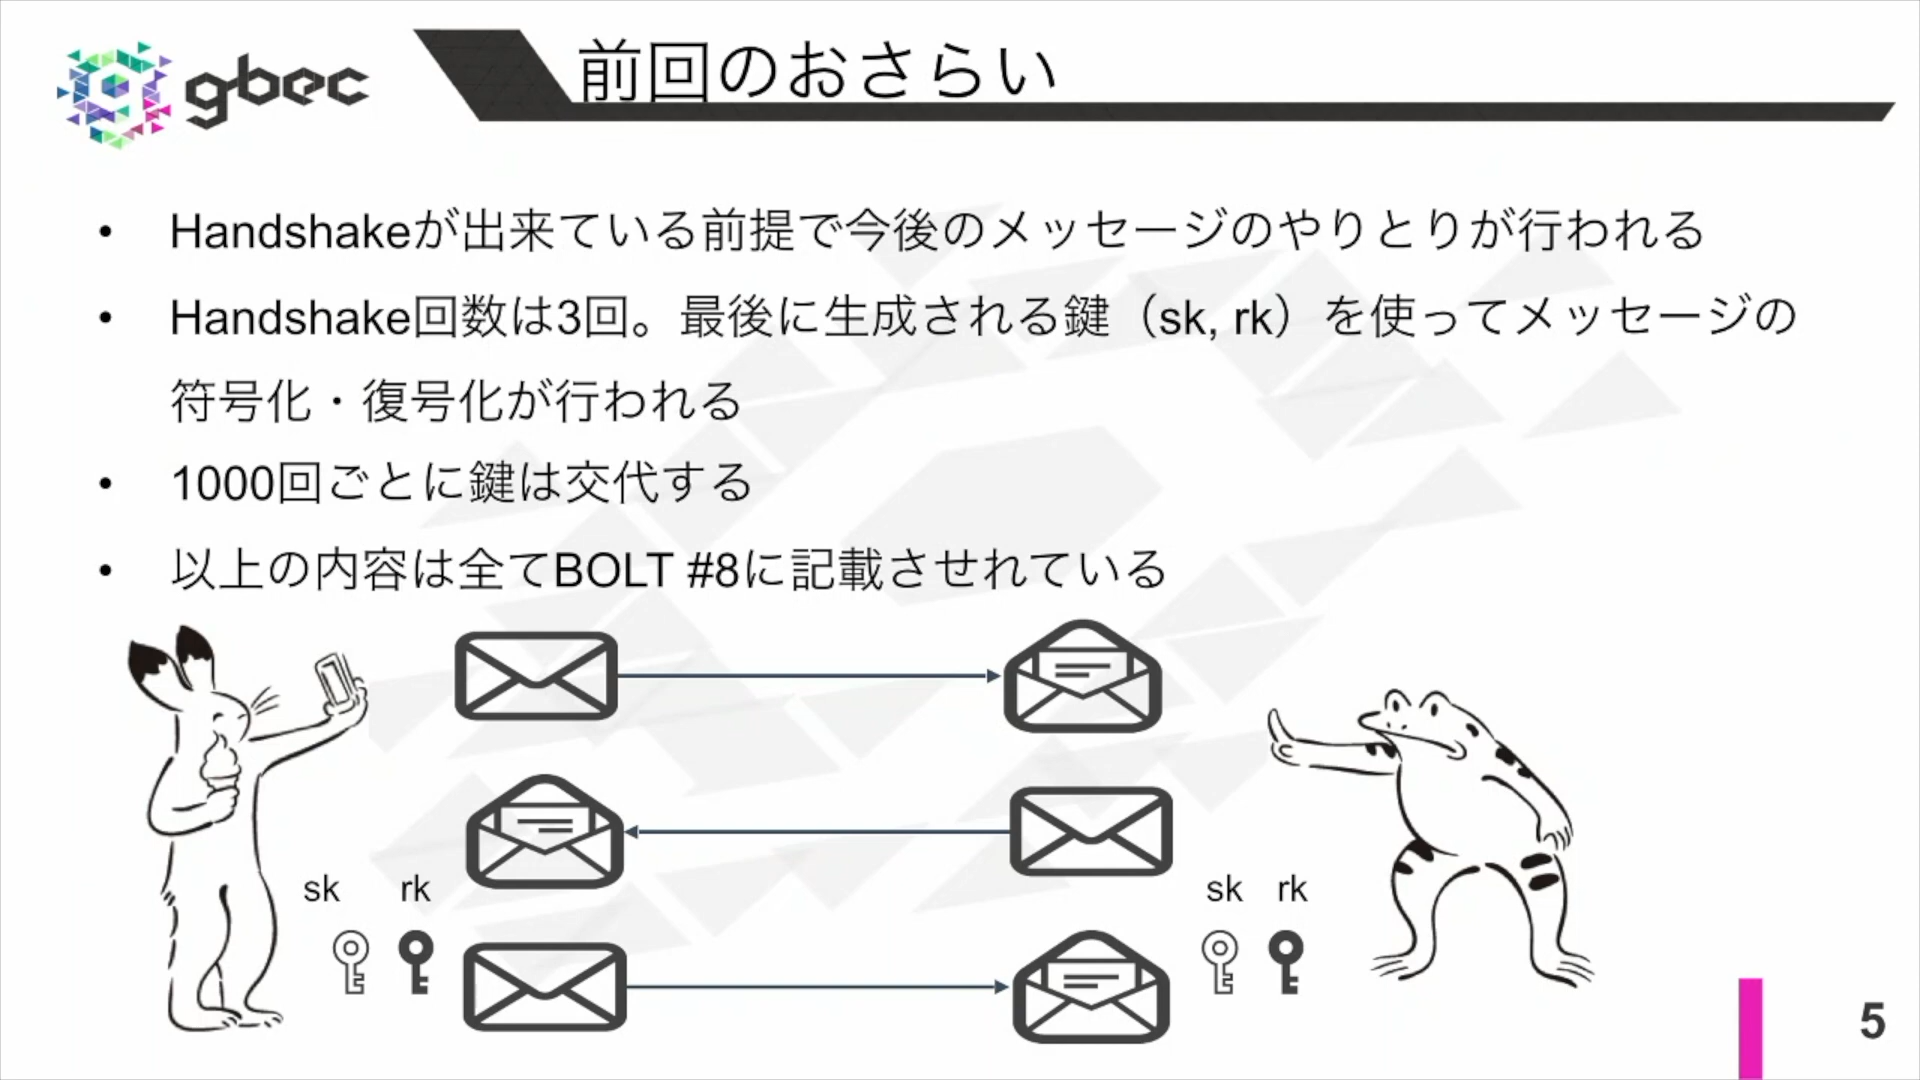 gbec
前回のおさらい
• Handshakeが出来ている前提で今後のメッセージのやりとりが行われる
• Handshake回数は3回。最後に生成される鍵（sk, rk）を使ってメッセージの
符号化・復号化が行われる
• 1000回ごとに鍵は交代する
• 以上の内容は全てBOLT #8に記載させれている
sk rk
sk rk
5